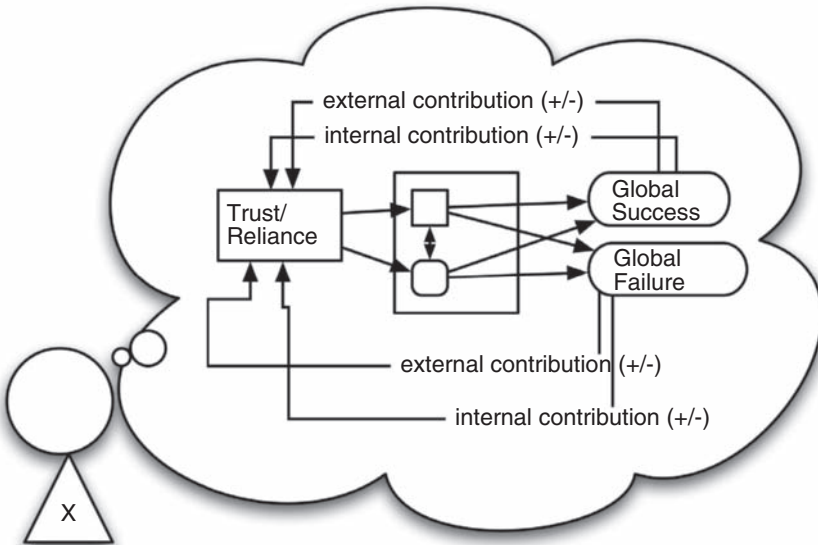 external contribution (+/-)
internal contribution (+/-)
Trust/
Reliance
Global
Success
Global
Failure
external contribution (+/-)
internal contribution (+/-)
X